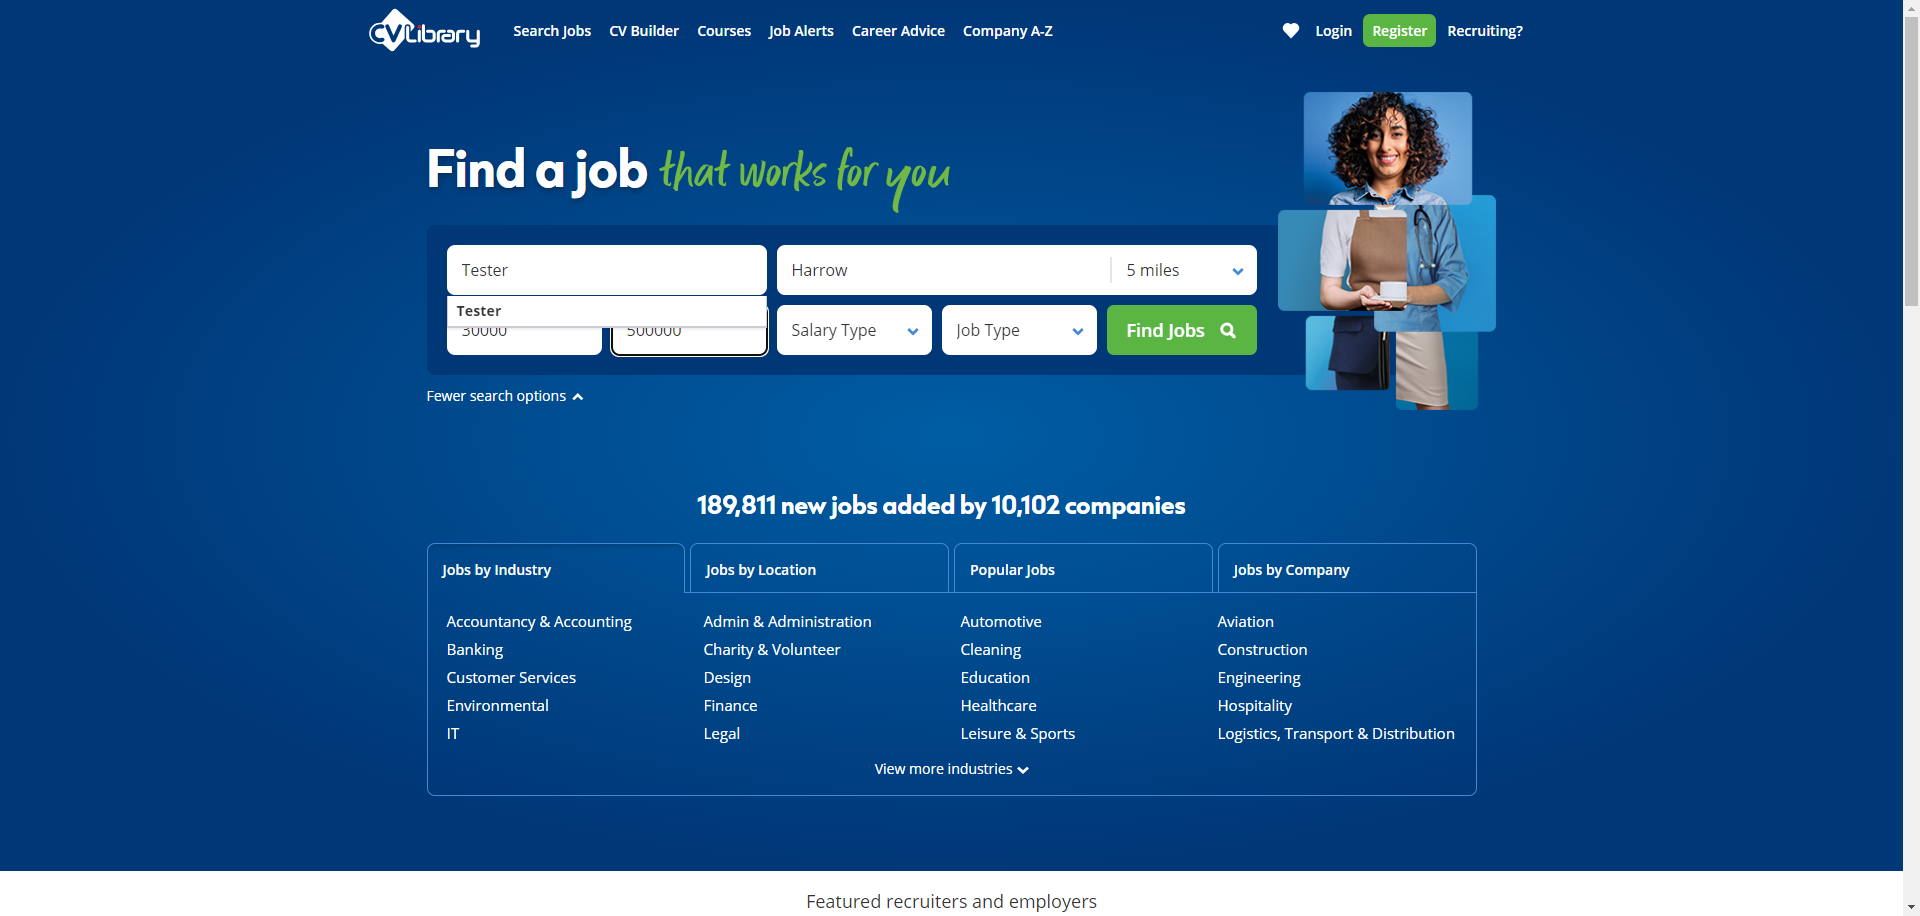 CVLibrary
Search Jobs CV Builder Courses Job Alerts Career Advice Company A-Z
Login Register Recruiting?
Find a job that works for you
Tester Harrow 5 miles
Tester
30000 500000 Salary Type Job Type Find Jobs
Fewer search options
189,811 new jobs added by 10,102 companies
Jobs by Industry Jobs by Location Popular Jobs Jobs by Company
Accountancy & Accounting Admin & Administration Automotive Aviation
Banking Charity & Volunteer Cleaning Construction
Customer Services Design Education Engineering
Environmental Finance Healthcare Hospitality
IT Legal Leisure & Sports Logistics, Transport & Distribution
View more industries
Featured recruiters and employers